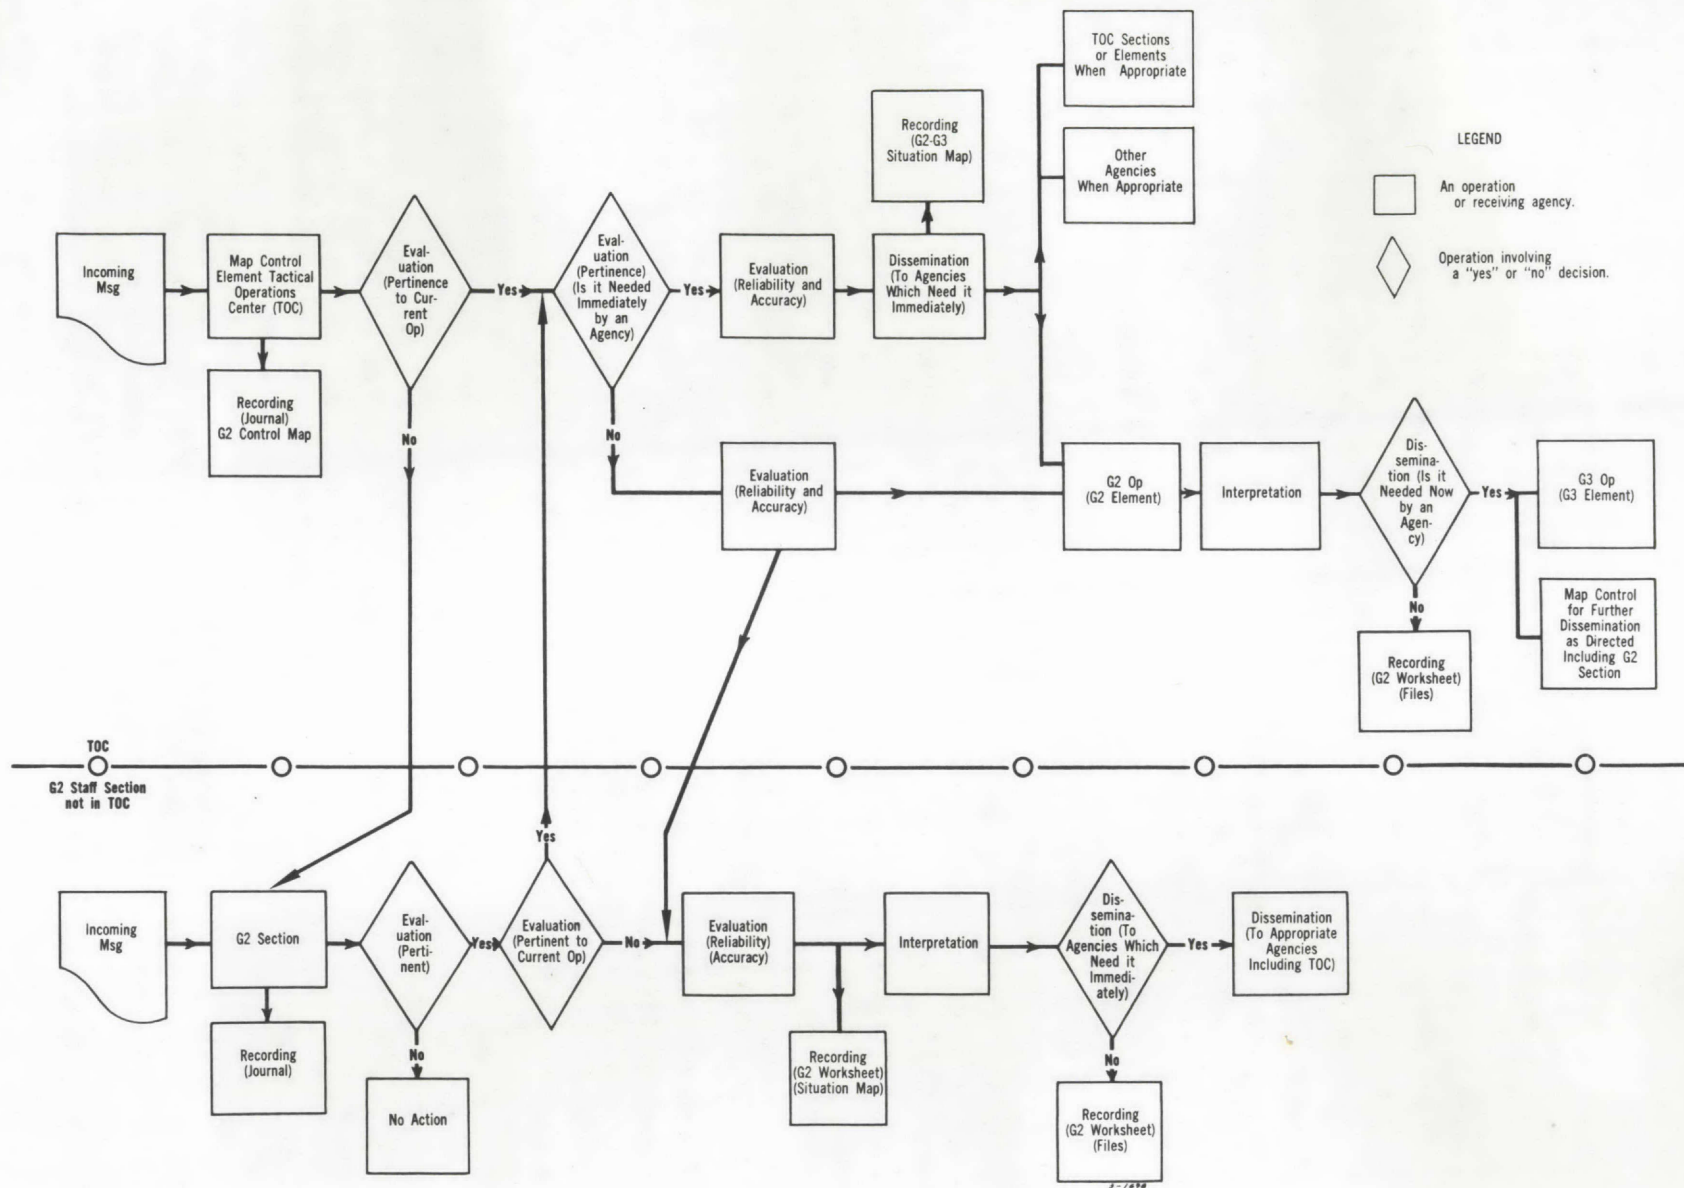 TOC Sections
or Elements
When Appropriate
Recording
(G2-G3
Situation Map)
Other
Agencies
When Appropriate
LEGEND
An operation
or receiving agency.
Operation involving
a "yes" or "no" decision.
Incoming
Msg
Map Control
Element Tactical
Operations
Center (TOC)
Eval-
uation
(Pertinence
to Cur-
rent
Op)
Yes
Eval-
uation
(Pertinence)
(Is it Needed
Immediately
by an
Agency)
Yes
Evaluation
(Reliability and
Accuracy)
Dissemination
(To Agencies
Which Need it
Immediately)
Recording
(Journal)
G2 Control Map
No
No
Evaluation
(Reliability and
Accuracy)
G2 Op
(G2 Element)
Interpretation
Dis-
semina-
tion (Is it
Needed Now
by an
Agen-
cy)
Yes
G3 Op
(G3 Element)
No
Map Control
for Further
Dissemination
as Directed
Including G2
Section
Recording
(G2 Worksheet)
(Files)
TOC
G2 Staff Section
not in TOC
Yes
Incoming
Msg
G2 Section
Eval-
uation
(Perti-
nent)
Yes
Evaluation
(Pertinent to
Current Op)
No
Evaluation
(Reliability)
(Accuracy)
Interpretation
Dis-
semina-
tion (To
Agencies Which
Need it
Immedi-
ately)
Yes
Dissemination
(To Appropriate
Agencies
Including TOC)
Recording
(Journal)
No
No Action
Recording
(G2 Worksheet)
(Situation Map)
No
Recording
(G2 Worksheet)
(Files)